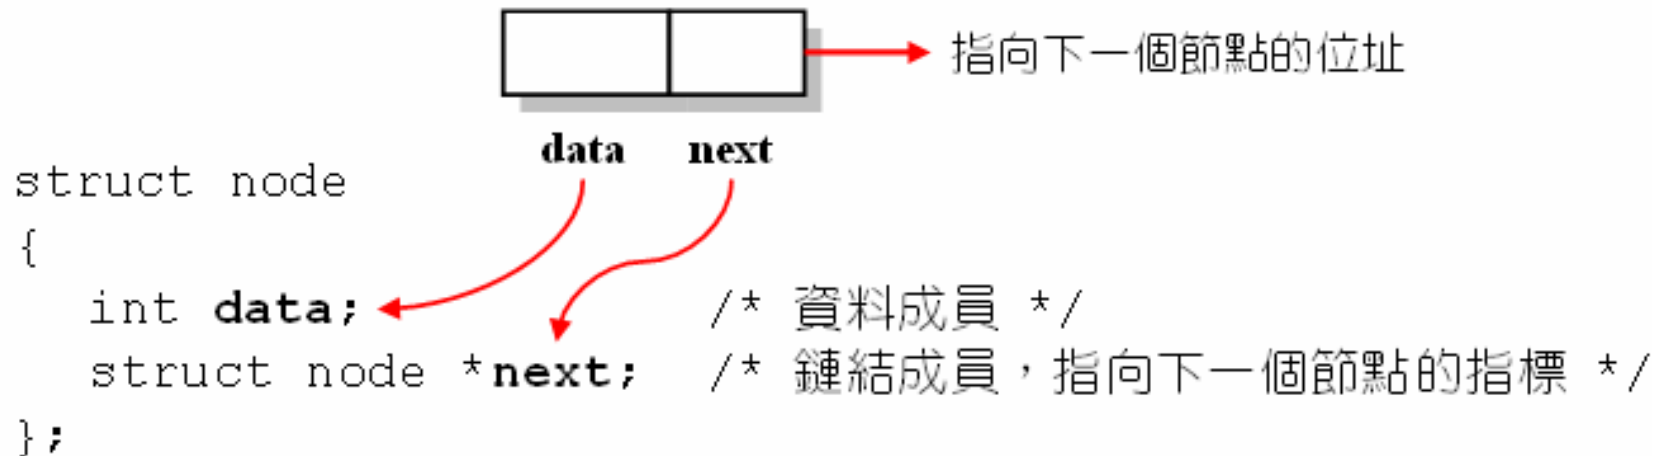 指向下一個節點的位址
data next
struct node
{
int data; /* 資料成員 */
struct node *next; /* 鏈結成員，指向下一個節點的指標 */
};